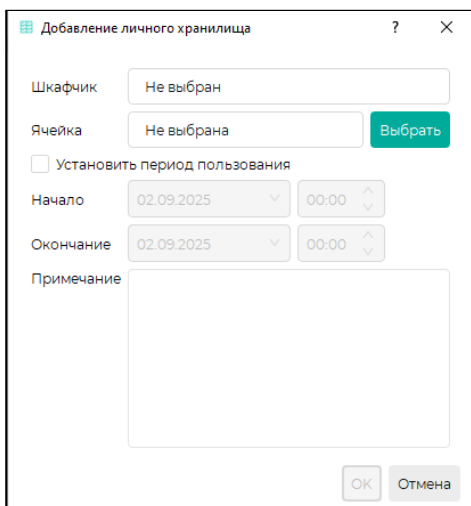 Добавление личного хранилища ?
Шкафчик Не выбран
Ячейка Не выбрана Выбрать
Установить период пользования
Начало 02.09.2025 00:00
Окончание 02.09.2025 00:00
Примечание
OK Отмена